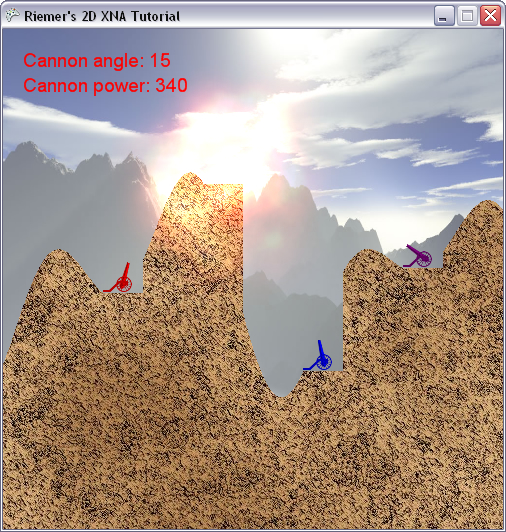 Riemer's 2D XNA Tutorial
Cannon angle: 15
Cannon power: 340